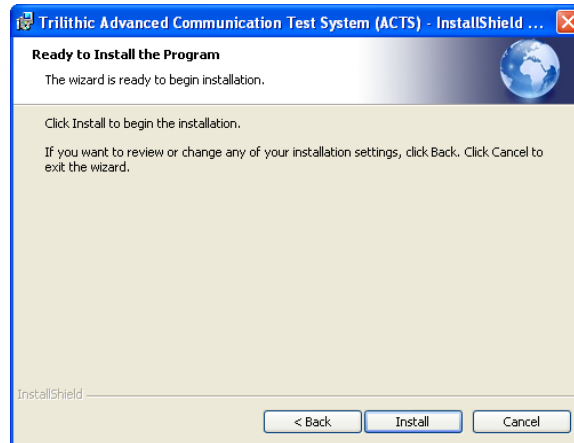 Trilithic Advanced Communication Test System (ACTS) - InstallShield ...
Ready to Install the Program
The wizard is ready to begin installation.
Click Install to begin the installation.
If you want to review or change any of your installation settings, click Back. Click Cancel to
exit the wizard.
InstallShield
< Back Install Cancel